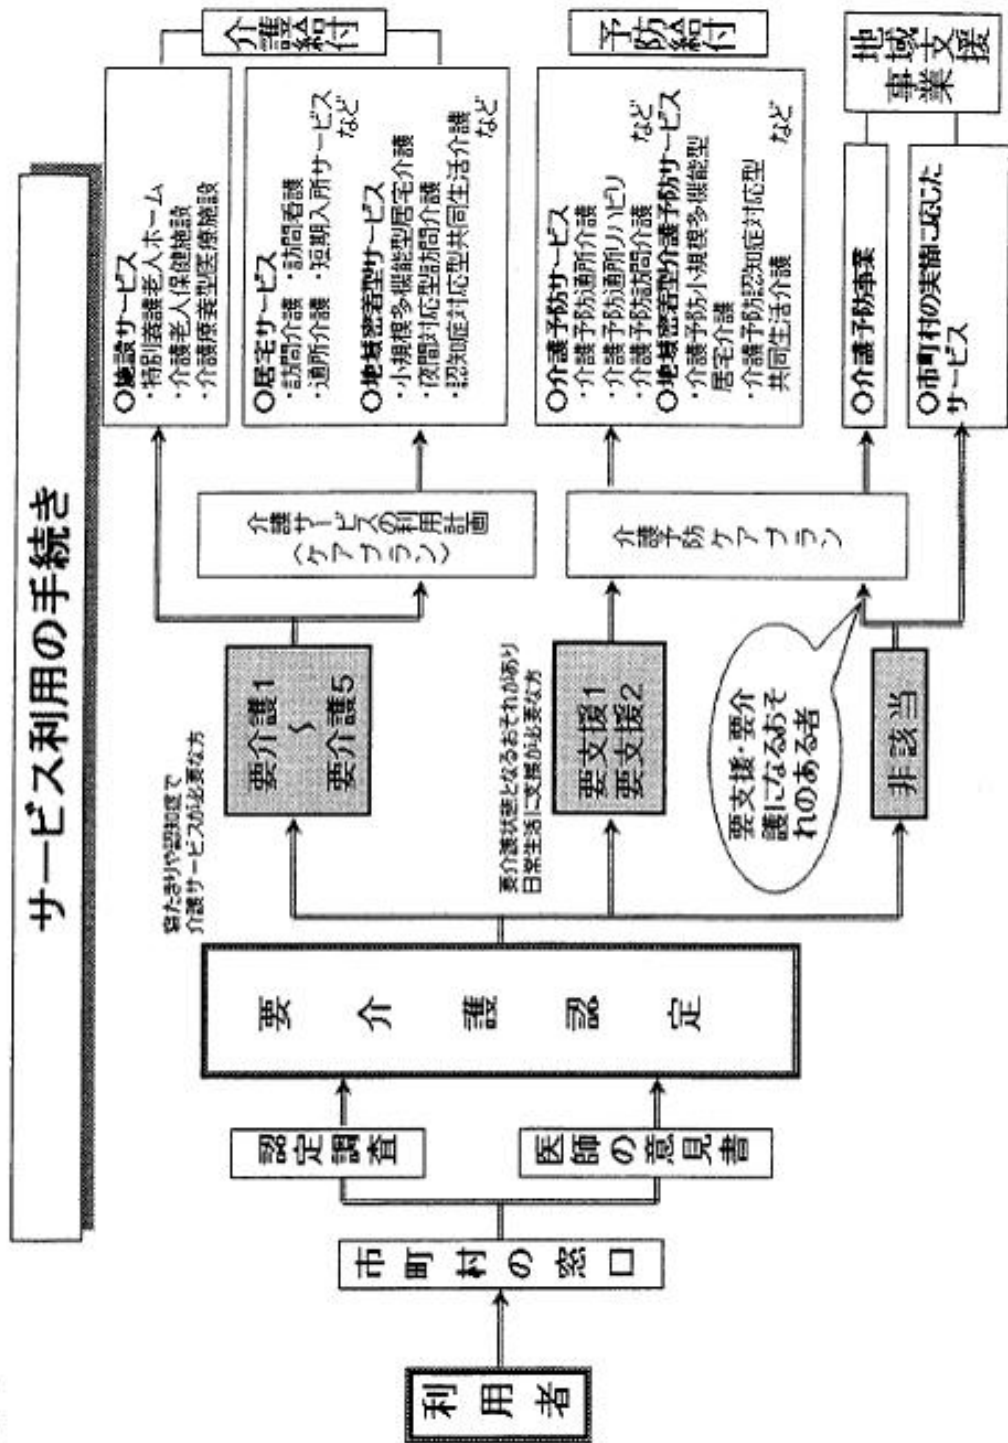 サービス利用の手続き
利用者
市町村の窓口
認定調査
医師の意見書
要介護認定
寝たきりや認知症で
介護サービスが必要な方
要介護1
〜
要介護5
要介護状態となるおそれがあり
日常生活に支援が必要な方
要支援1
要支援2
要支援・要介
護になるおそ
れのある者
非該当
介護サービスの利用計画
(ケアプラン)
介護予防ケアプラン
○施設サービス
・特別養護老人ホーム
・介護老人保健施設
・介護療養型医療施設
○居宅サービス
・訪問介護 ・訪問看護
・通所介護 ・短期入所サービス
など
○地域密着型サービス
・小規模多機能型居宅介護
・夜間対応型訪問介護
・認知症対応型共同生活介護
など
○介護予防サービス
・介護予防通所介護
・介護予防通所リハビリ
・介護予防訪問介護 など
○地域密着型介護予防サービス
・介護予防小規模多機能型
居宅介護
・介護予防認知症対応型
共同生活介護 など
○介護予防事業
○市町村の実情に応じた
サービス
介護給付
予防給付
地域支援
事業